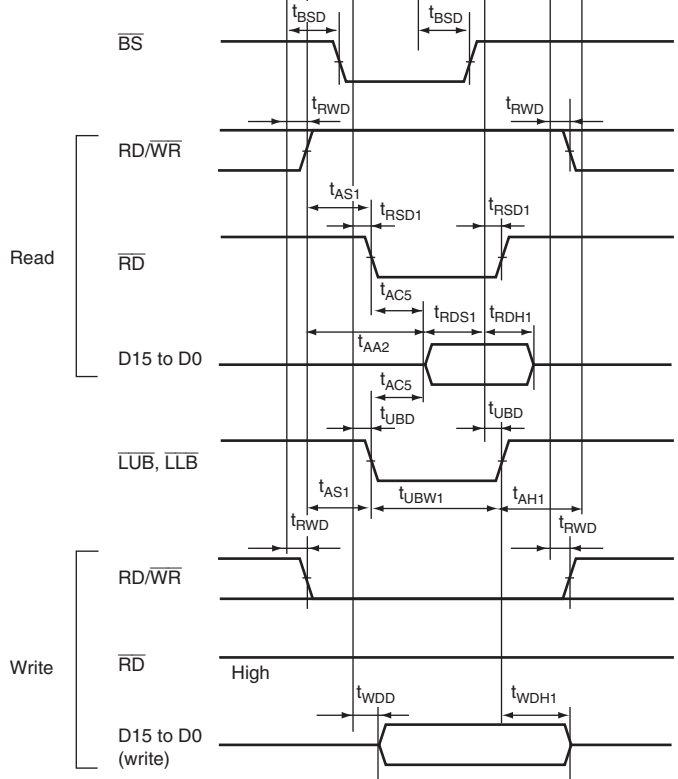 tBSD tBSD
BS
tRWD tRWD
RD/WR
tAS1
tRSD1 tRSD1
Read
RD
tAC5
tRDS1 tRDH1
tAA2
D15 to D0
tAC5
tUBD tUBD
LUB, LLB
tAS1 tUBW1 tAH1
tRWD tRWD
RD/WR
Write
RD
High
tWDD tWDH1
D15 to D0
(write)